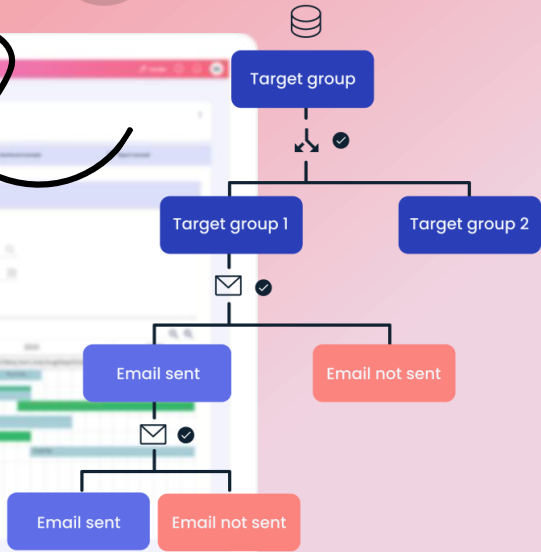 Target group
Target group 1
Target group 2
Email sent
Email not sent
Email sent
Email not sent